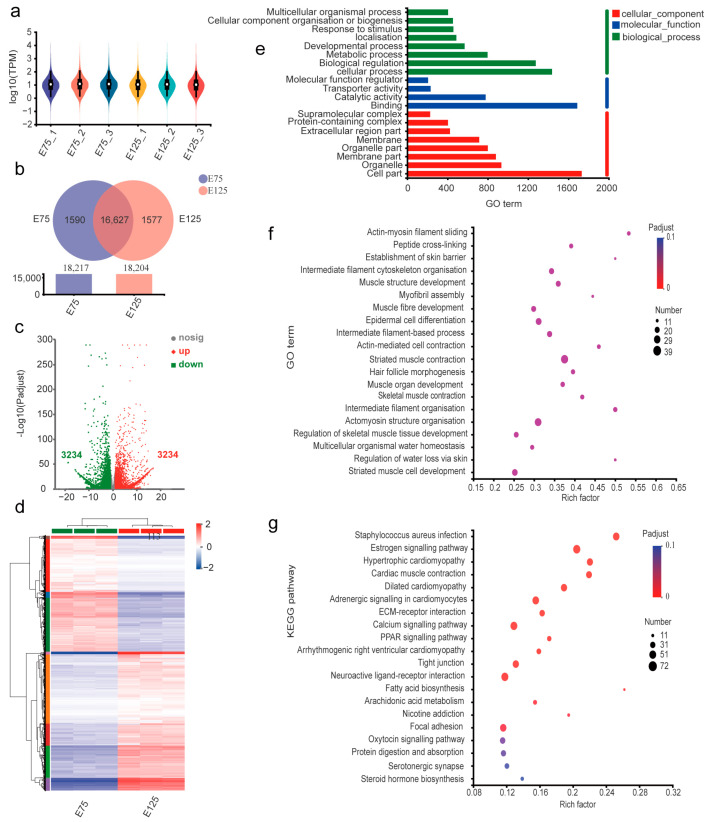 a
log10(TPM)
5
4
3
2
1
0
−1
−2
E75_1
E75_2
E75_3
E125_1
E125_2
E125_3
b
E75
E125
E75
1590
16,627
1577
E125
18,217
18,204
15,000
0
E75
E125
c
nosig
up
down
-Log10(Padjust)
300
250
200
150
100
50
0
3234
3234
−20
−10
0
10
20
d
2
0
−2
E75
E125
e
cellular_component
molecular_function
biological_process
Multicellular organismal process
Cellular component organisation or biogenesis
Response to stimulus
localisation
Developmental process
Metabolic process
Biological regulation
cellular process
Molecular function regulator
Transporter activity
Catalytic activity
Binding
Supramolecular complex
Protein-containing complex
Extracellular region part
Membrane
Organelle part
Membrane part
Organelle
Cell part
0
400
800
1200
1600
2000
GO term
f
GO term
Actin-myosin filament sliding
Peptide cross-linking
Establishment of skin barrier
Intermediate filament cytoskeleton organisation
Muscle structure development
Myofibril assembly
Muscle fibre development
Epidermal cell differentiation
Intermediate filament-based process
Actin-mediated cell contraction
Striated muscle contraction
Hair follicle morphogenesis
Muscle organ development
Skeletal muscle contraction
Intermediate filament organisation
Actomyosin structure organisation
Regulation of skeletal muscle tissue development
Multicellular organismal water homeostasis
Regulation of water loss via skin
Striated muscle cell development
0.15
0.2
0.25
0.3
0.35
0.4
0.45
0.5
0.55
0.65
Rich factor
Padjust
0.1
0
Number
11
20
29
39
g
KEGG pathway
Staphylococcus aureus infection
Estrogen signalling pathway
Hypertrophic cardiomyopathy
Cardiac muscle contraction
Dilated cardiomyopathy
Adrenergic signalling in cardiomyocytes
ECM-receptor interaction
Calcium signalling pathway
PPAR signalling pathway
Arrhythmogenic right ventricular cardiomyopathy
Tight junction
Neuroactive ligand-receptor interaction
Fatty acid biosynthesis
Arachidonic acid metabolism
Nicotine addiction
Focal adhesion
Oxytocin signalling pathway
Protein digestion and absorption
Serotonergic synapse
Steroid hormone biosynthesis
0.08
0.12
0.16
0.20
0.24
0.28
0.32
Rich factor
Padjust
0.1
0
Number
11
31
51
72